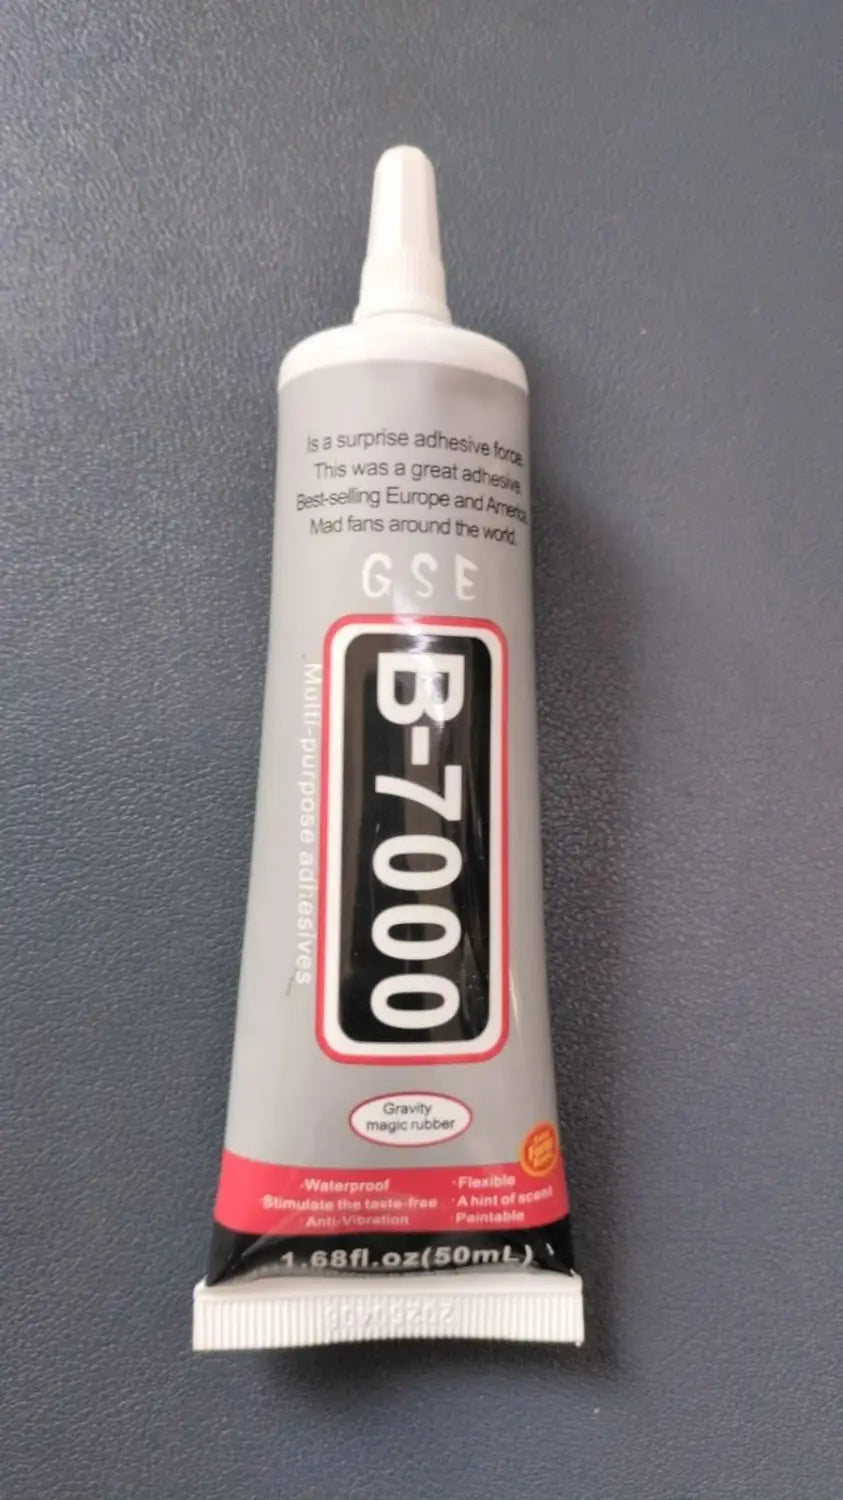 Is a surprise adhesive force.
This was a great adhesive.
Best-selling Europe and America.
Mad fans around the world.
GSE
B-7000
Multi-purpose adhesives
Gravity
magic rubber
·Waterproof
·Stimulate the taste-free
·Anti-Vibration
·Flexible
·A hint of scent
·Paintable
1.68fl.oz(50mL)